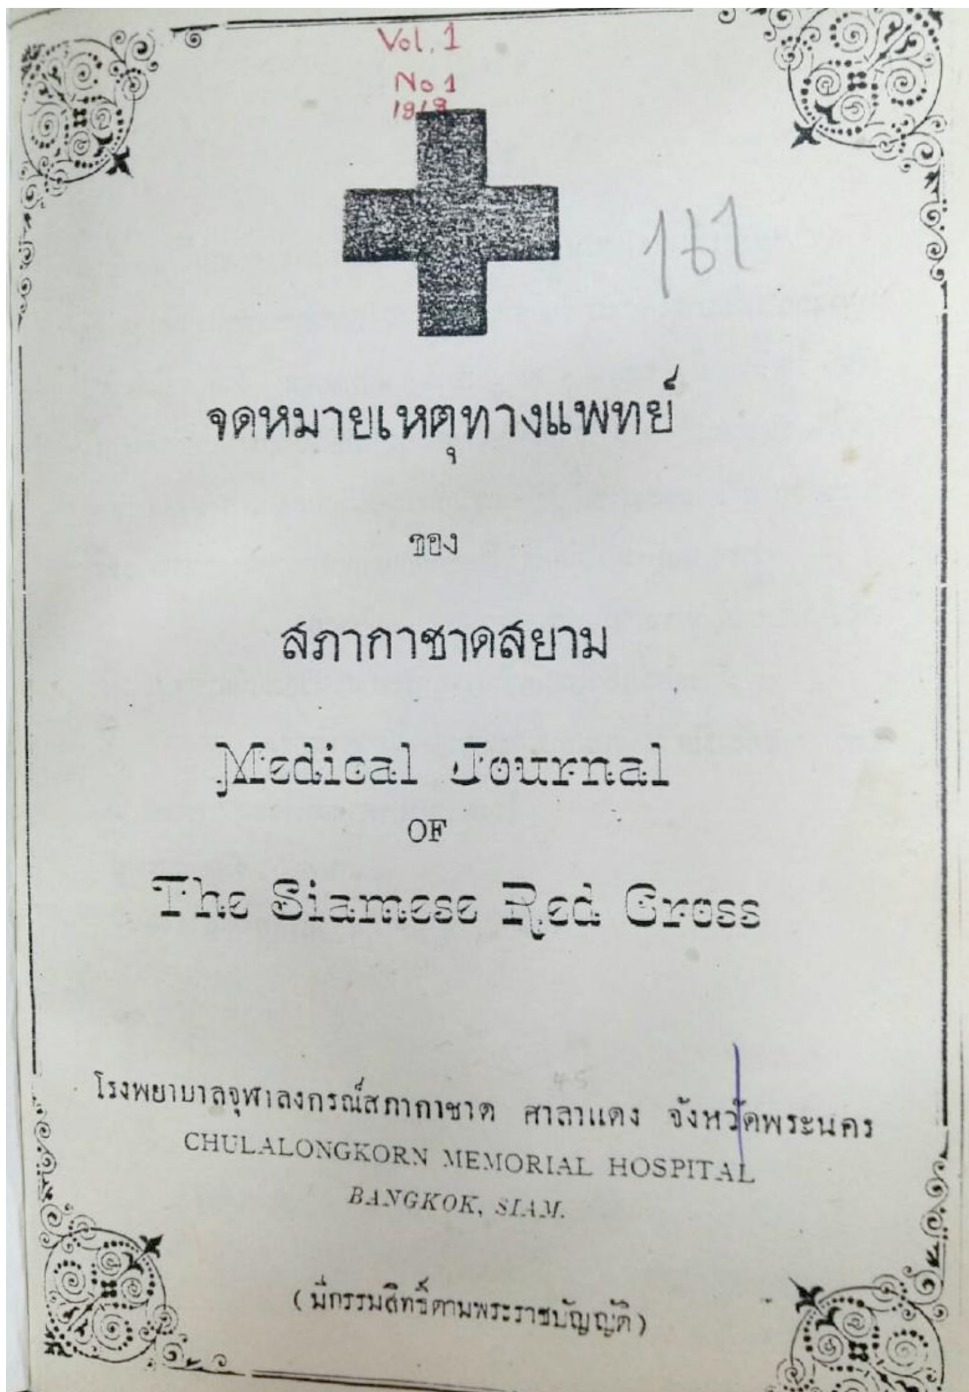 Vol. 1
No 1
1918
161
จดหมายเหตุทางแพทย์
ของ
สภากาชาดสยาม
Medical Journal
OF
The Siamese Red Cross
45
โรงพยาบาลจุฬาลงกรณ์สภากาชาด ศาลาแดง จังหวัดพระนคร
CHULALONGKORN MEMORIAL HOSPITAL
BANGKOK, SIAM.
(มีกรรมสิทธิ์ตามพระราชบัญญัติ)